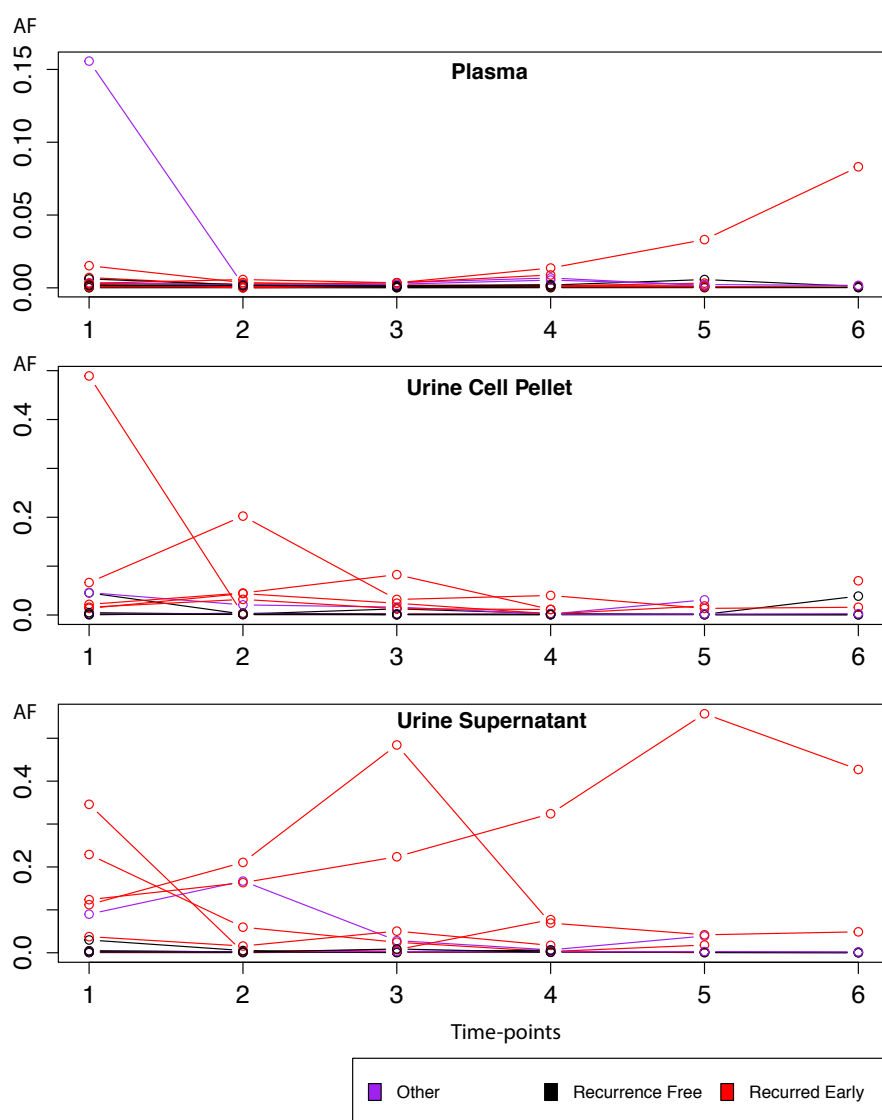 AF
Plasma
0.15
0.10
0.05
0.00
1 2 3 4 5 6
AF
Urine Cell Pellet
0.4
0.2
0.0
1 2 3 4 5 6
AF
Urine Supernatant
0.4
0.2
0.0
1 2 3 4 5 6
Time-points
Other Recurrence Free Recurred Early